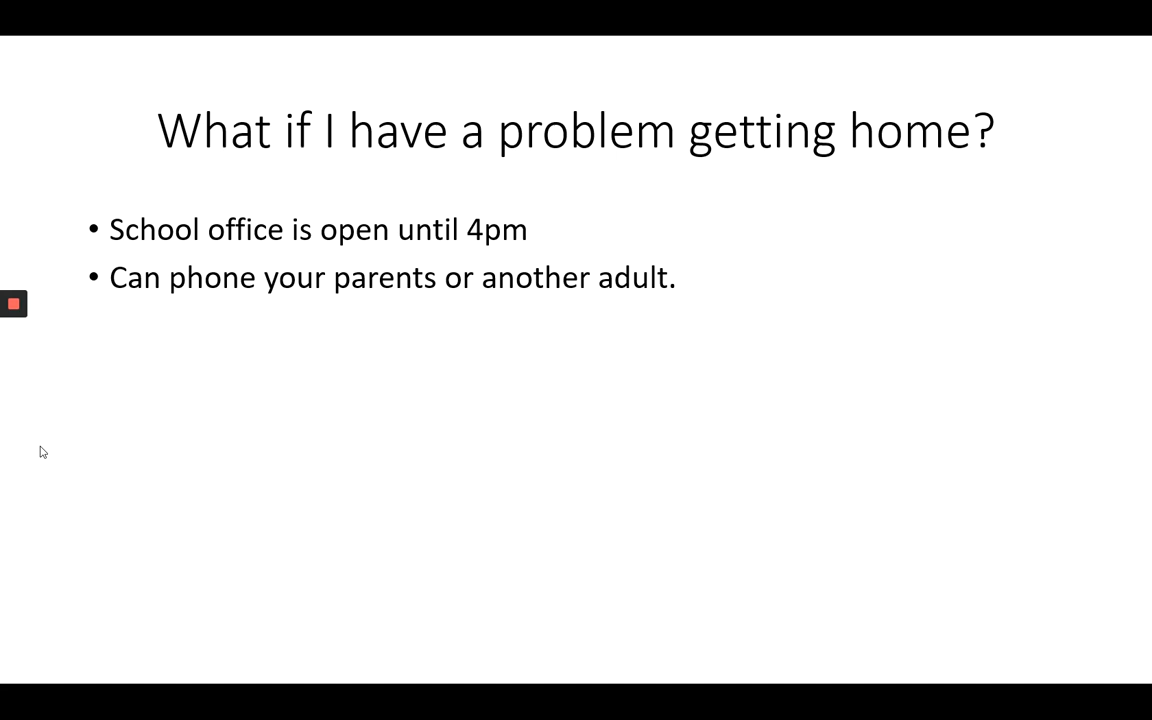 What if I have a problem getting home?
• School office is open until 4pm
• Can phone your parents or another adult.